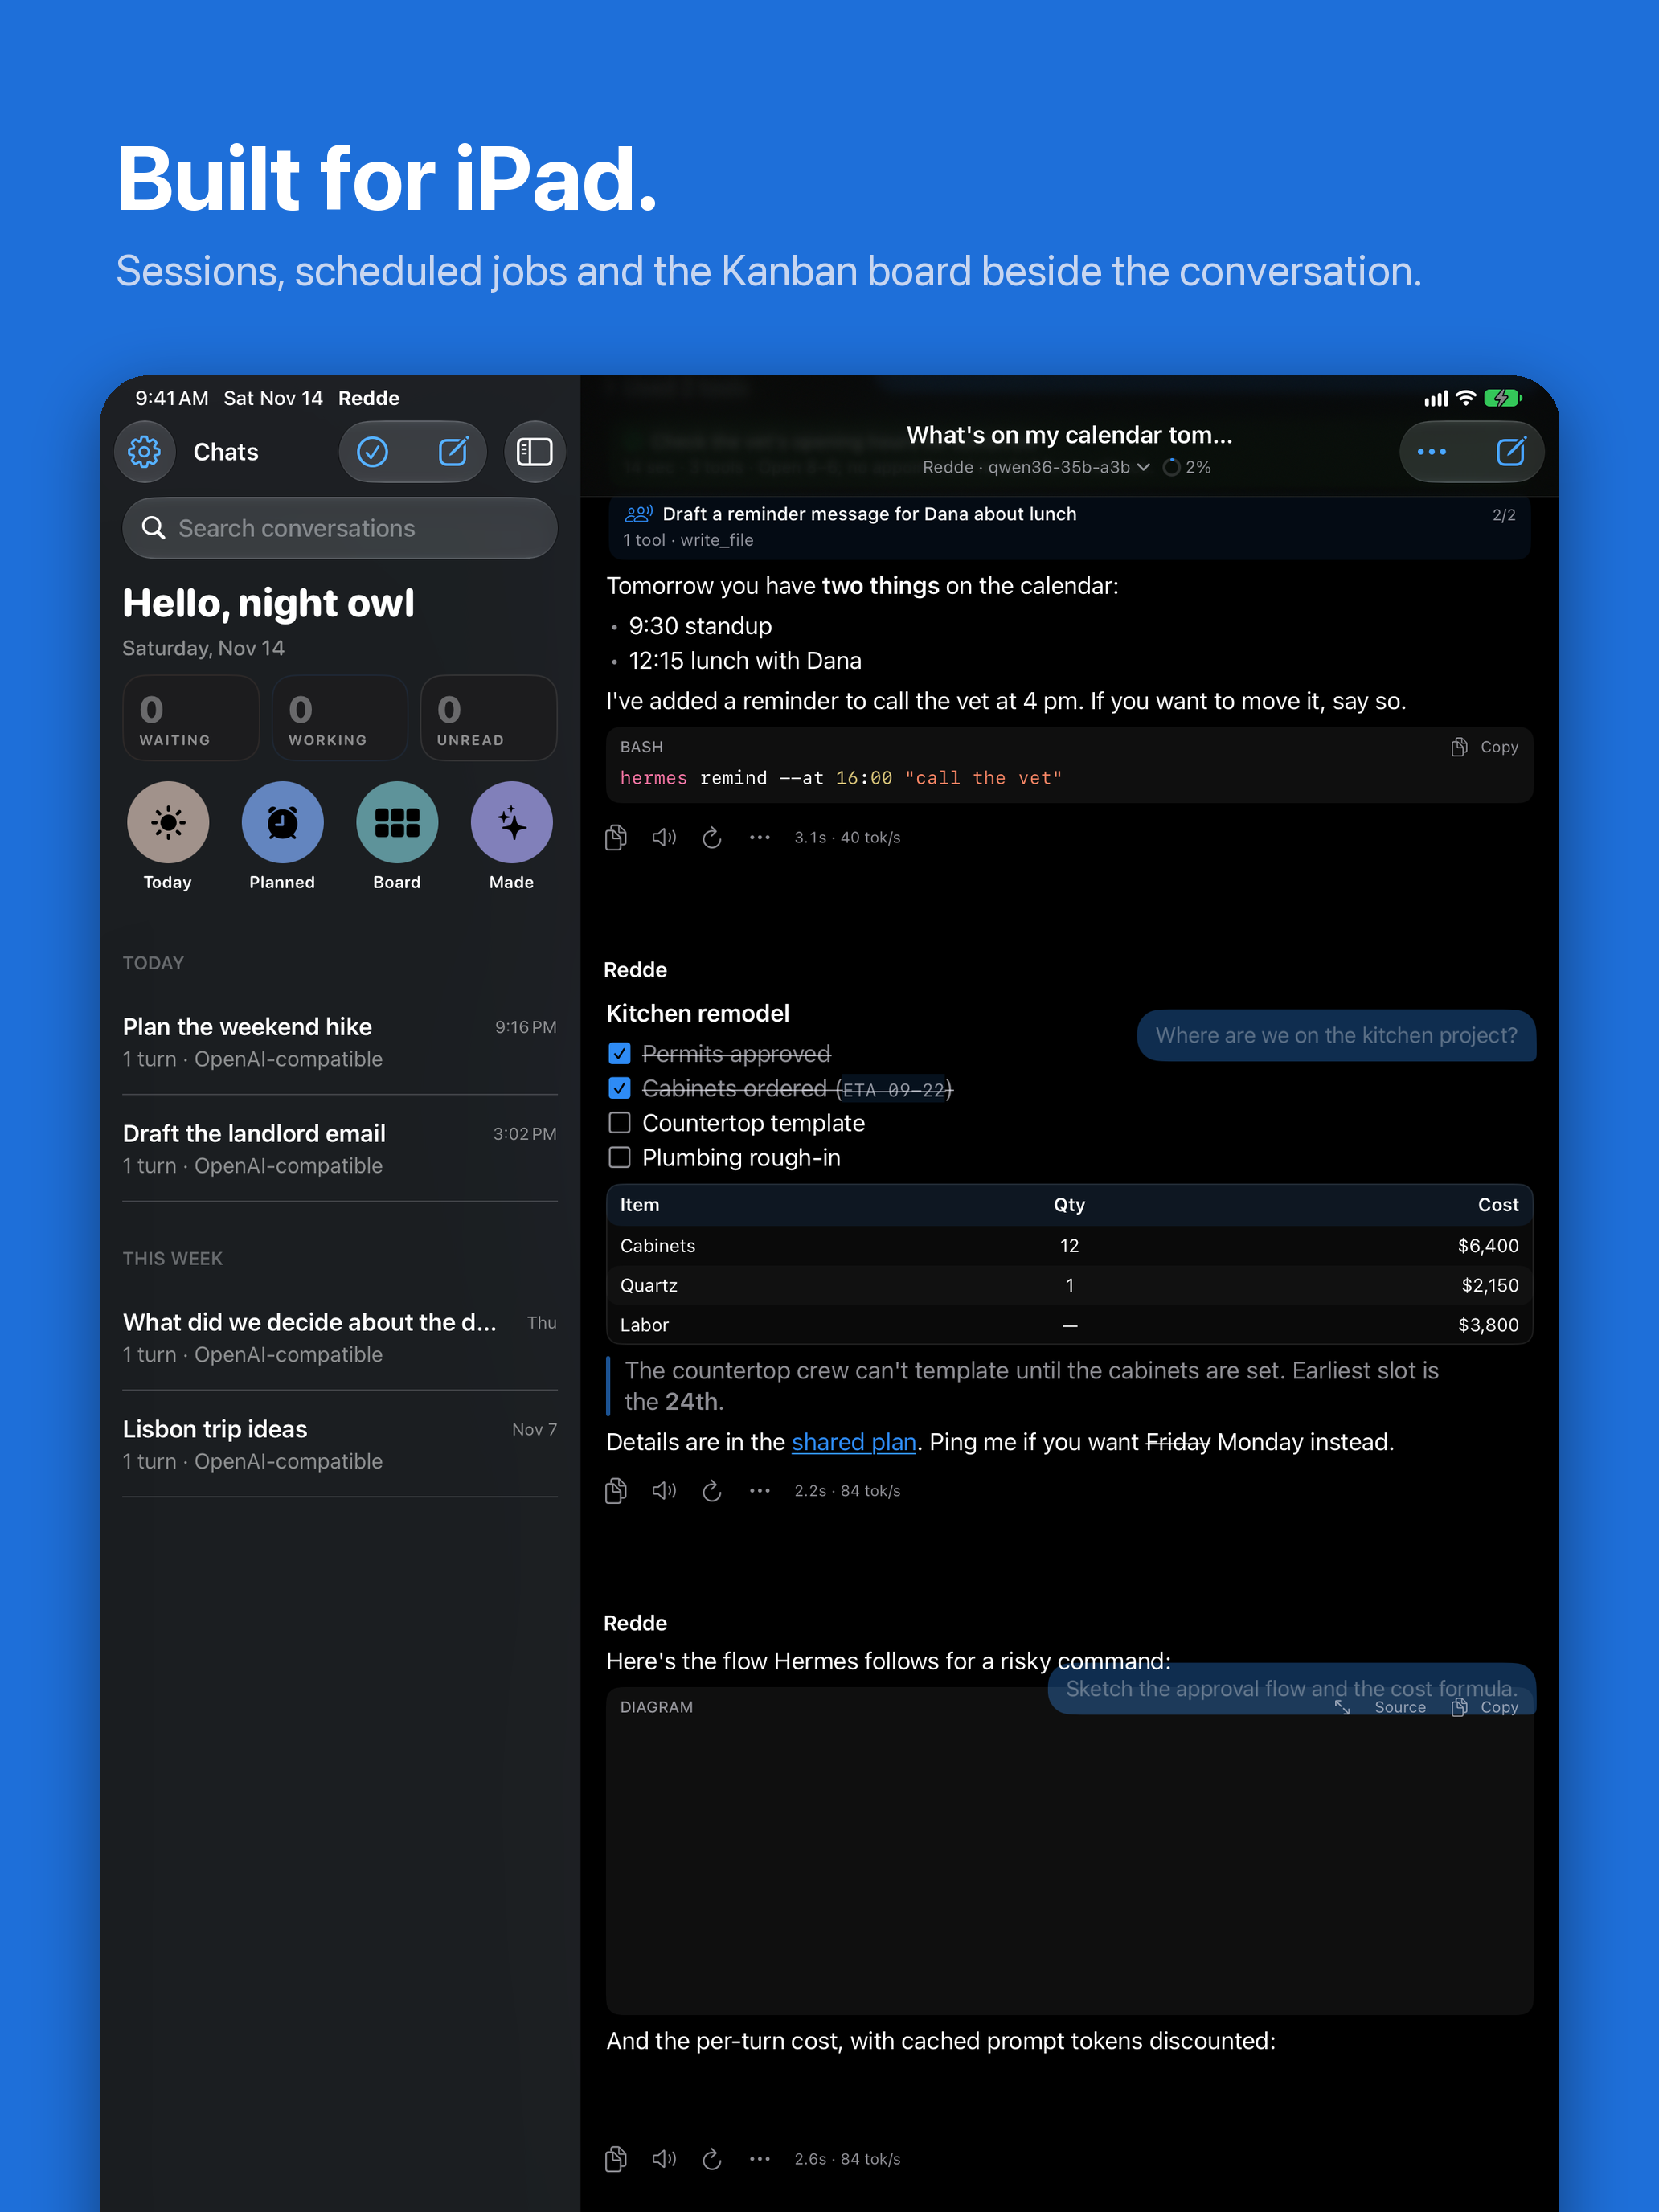 Built for iPad.
Sessions, scheduled jobs and the Kanban board beside the conversation.
9:41 AM Sat Nov 14 Redde
Chats
Search conversations
Hello, night owl
Saturday, Nov 14
0 0 0
WAITING WORKING UNREAD
Today Planned Board Made
TODAY
Plan the weekend hike 9:16 PM
1 turn · OpenAI-compatible
Draft the landlord email 3:02 PM
1 turn · OpenAI-compatible
THIS WEEK
What did we decide about the d... Thu
1 turn · OpenAI-compatible
Lisbon trip ideas Nov 7
1 turn · OpenAI-compatible
What's on my calendar tom...
Redde · qwen36-35b-a3b 2%
Draft a reminder message for Dana about lunch 2/2
1 tool · write_file
Tomorrow you have two things on the calendar:
• 9:30 standup
• 12:15 lunch with Dana
I've added a reminder to call the vet at 4 pm. If you want to move it, say so.
BASH Copy
hermes remind --at 16:00 "call the vet"
3.1s · 40 tok/s
Redde
Where are we on the kitchen project?
Kitchen remodel
Permits approved
Cabinets ordered (ETA 09-22)
Countertop template
Plumbing rough-in
Item Qty Cost
Cabinets 12 $6,400
Quartz 1 $2,150
Labor — $3,800
The countertop crew can't template until the cabinets are set. Earliest slot is
the 24th.
Details are in the shared plan. Ping me if you want Friday Monday instead.
2.2s · 84 tok/s
Redde
Here's the flow Hermes follows for a risky command:
Sketch the approval flow and the cost formula.
DIAGRAM Source Copy
And the per-turn cost, with cached prompt tokens discounted:
2.6s · 84 tok/s